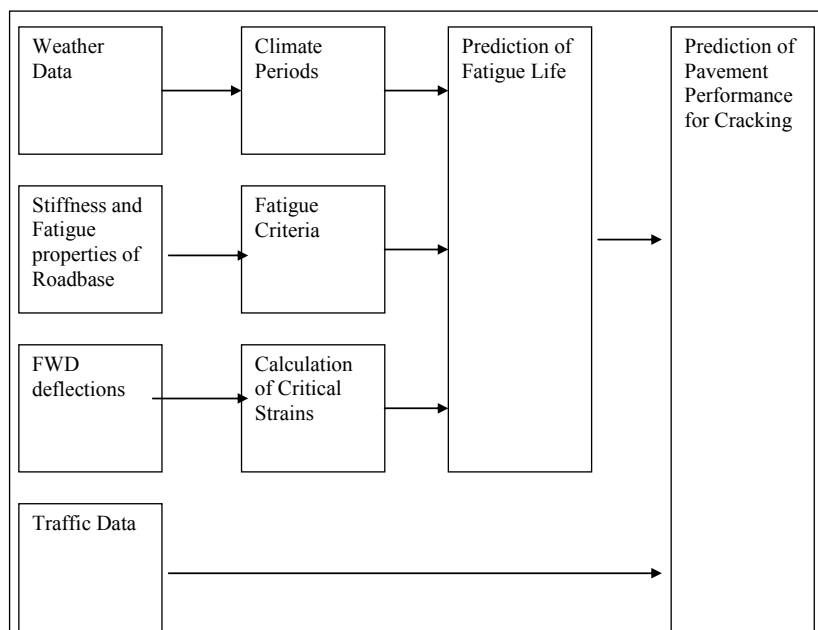 Weather
Data
Climate
Periods
Prediction of
Fatigue Life
Prediction of
Pavement
Performance
for Cracking
Stiffness and
Fatigue
properties of
Roadbase
Fatigue
Criteria
FWD
deflections
Calculation
of Critical
Strains
Traffic Data